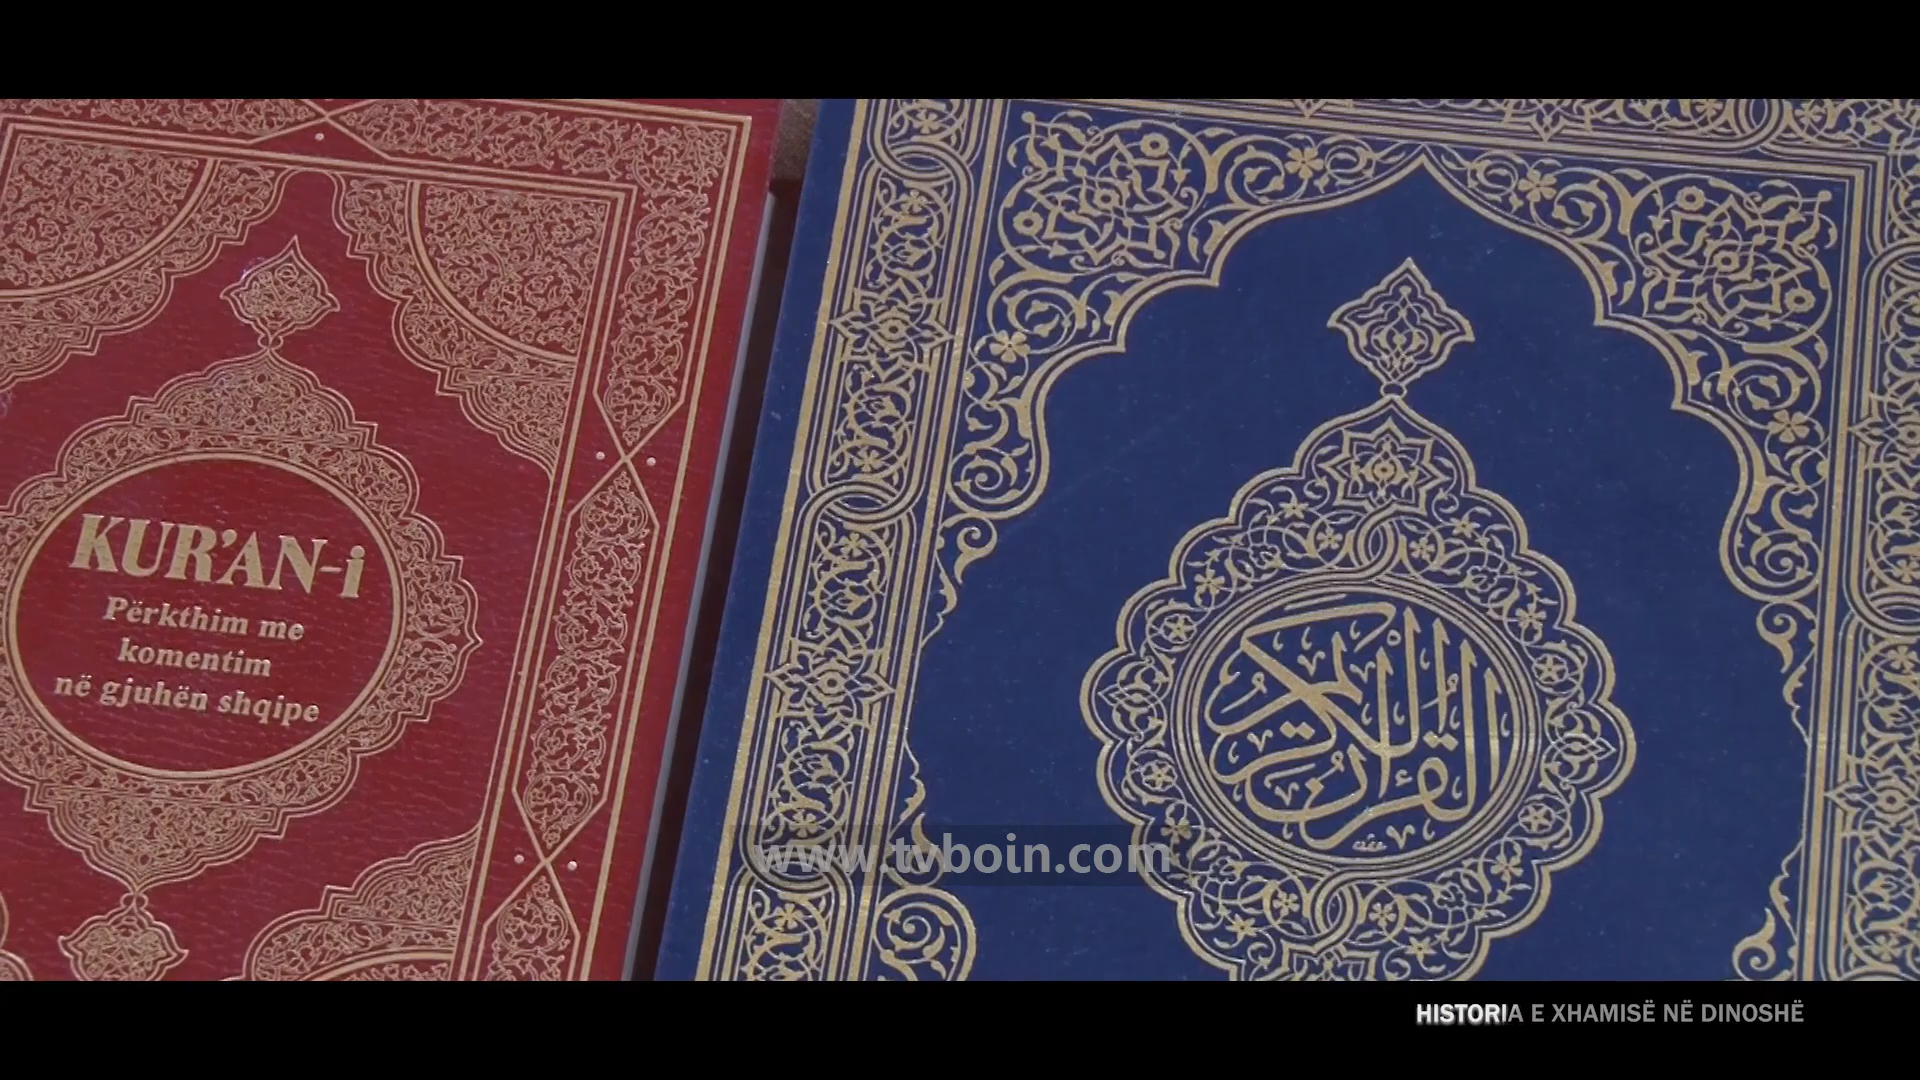 KUR'AN-i
Përkthim me
komentim
në gjuhën shqipe
القرآن الكريم
www.tvboin.com
HISTORIA E XHAMISË NË DINOSHË